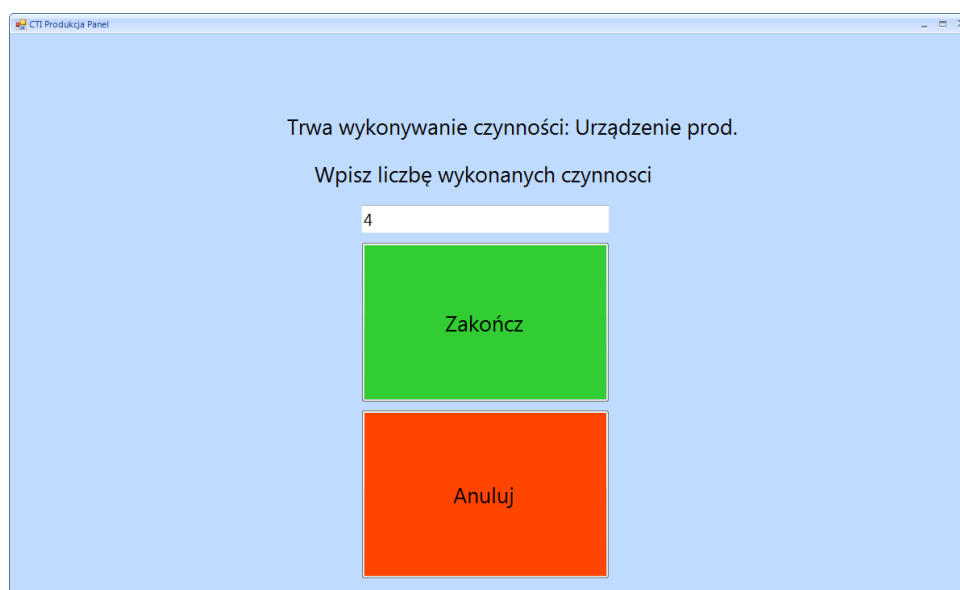 CTI Produkcja Panel
Trwa wykonywanie czynności: Urządzenie prod.
Wpisz liczbę wykonanych czynnosci
4
Zakończ
Anuluj